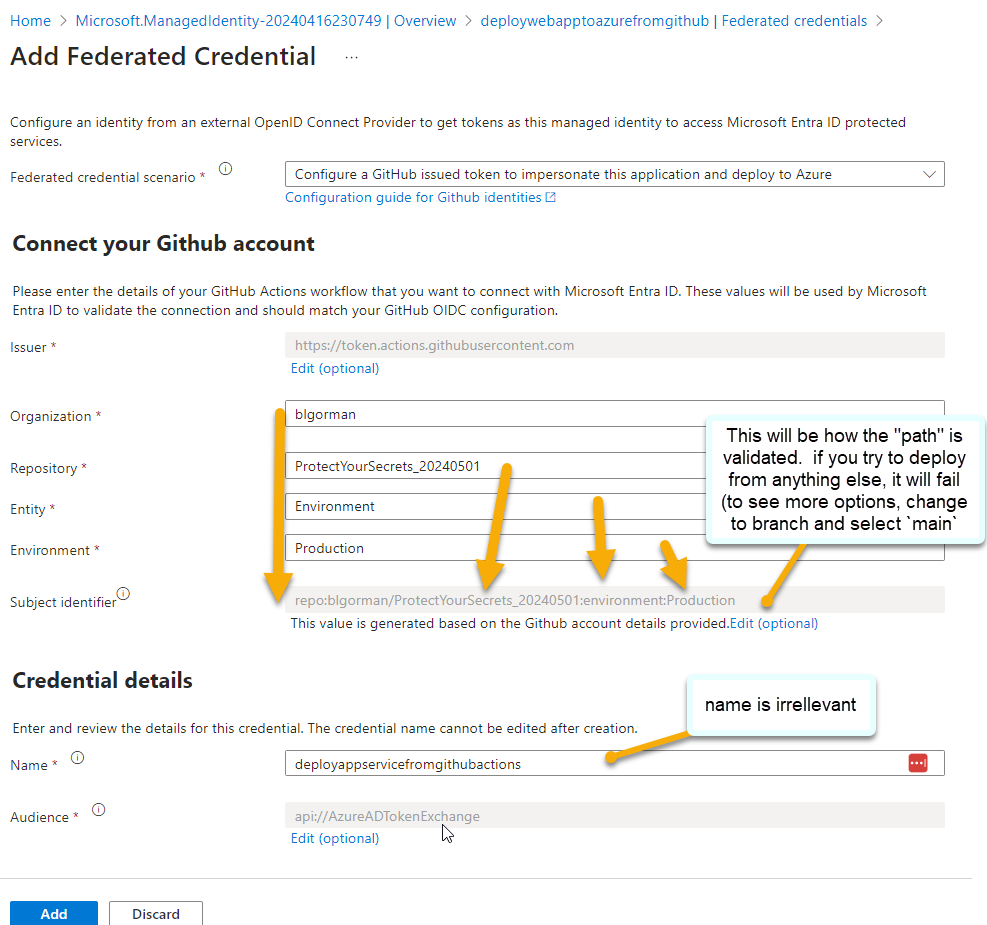 Home > Microsoft.ManagedIdentity-20240416230749 | Overview > deploywebapptoazurefromgithub | Federated credentials >
Add Federated Credential ...
Configure an identity from an external OpenID Connect Provider to get tokens as this managed identity to access Microsoft Entra ID protected
services.
Federated credential scenario *
Configure a GitHub issued token to impersonate this application and deploy to Azure
Configuration guide for Github identities
Connect your Github account
Please enter the details of your GitHub Actions workflow that you want to connect with Microsoft Entra ID. These values will be used by Microsoft
Entra ID to validate the connection and should match your GitHub OIDC configuration.
Issuer *
https://token.actions.githubusercontent.com
Edit (optional)
Organization *
blgorman
Repository *
ProtectYourSecrets_20240501
Entity *
Environment
Environment *
Production
This will be how the "path" is
validated.  if you try to deploy
from anything else, it will fail
(to see more options, change
to branch and select `main`
Subject identifier
repo:blgorman/ProtectYourSecrets_20240501:environment:Production
This value is generated based on the Github account details provided.Edit (optional)
Credential details
Enter and review the details for this credential. The credential name cannot be edited after creation.
name is irrellevant
Name *
deployappservicefromgithubactions
Audience *
api://AzureADTokenExchange
Edit (optional)
Add
Discard